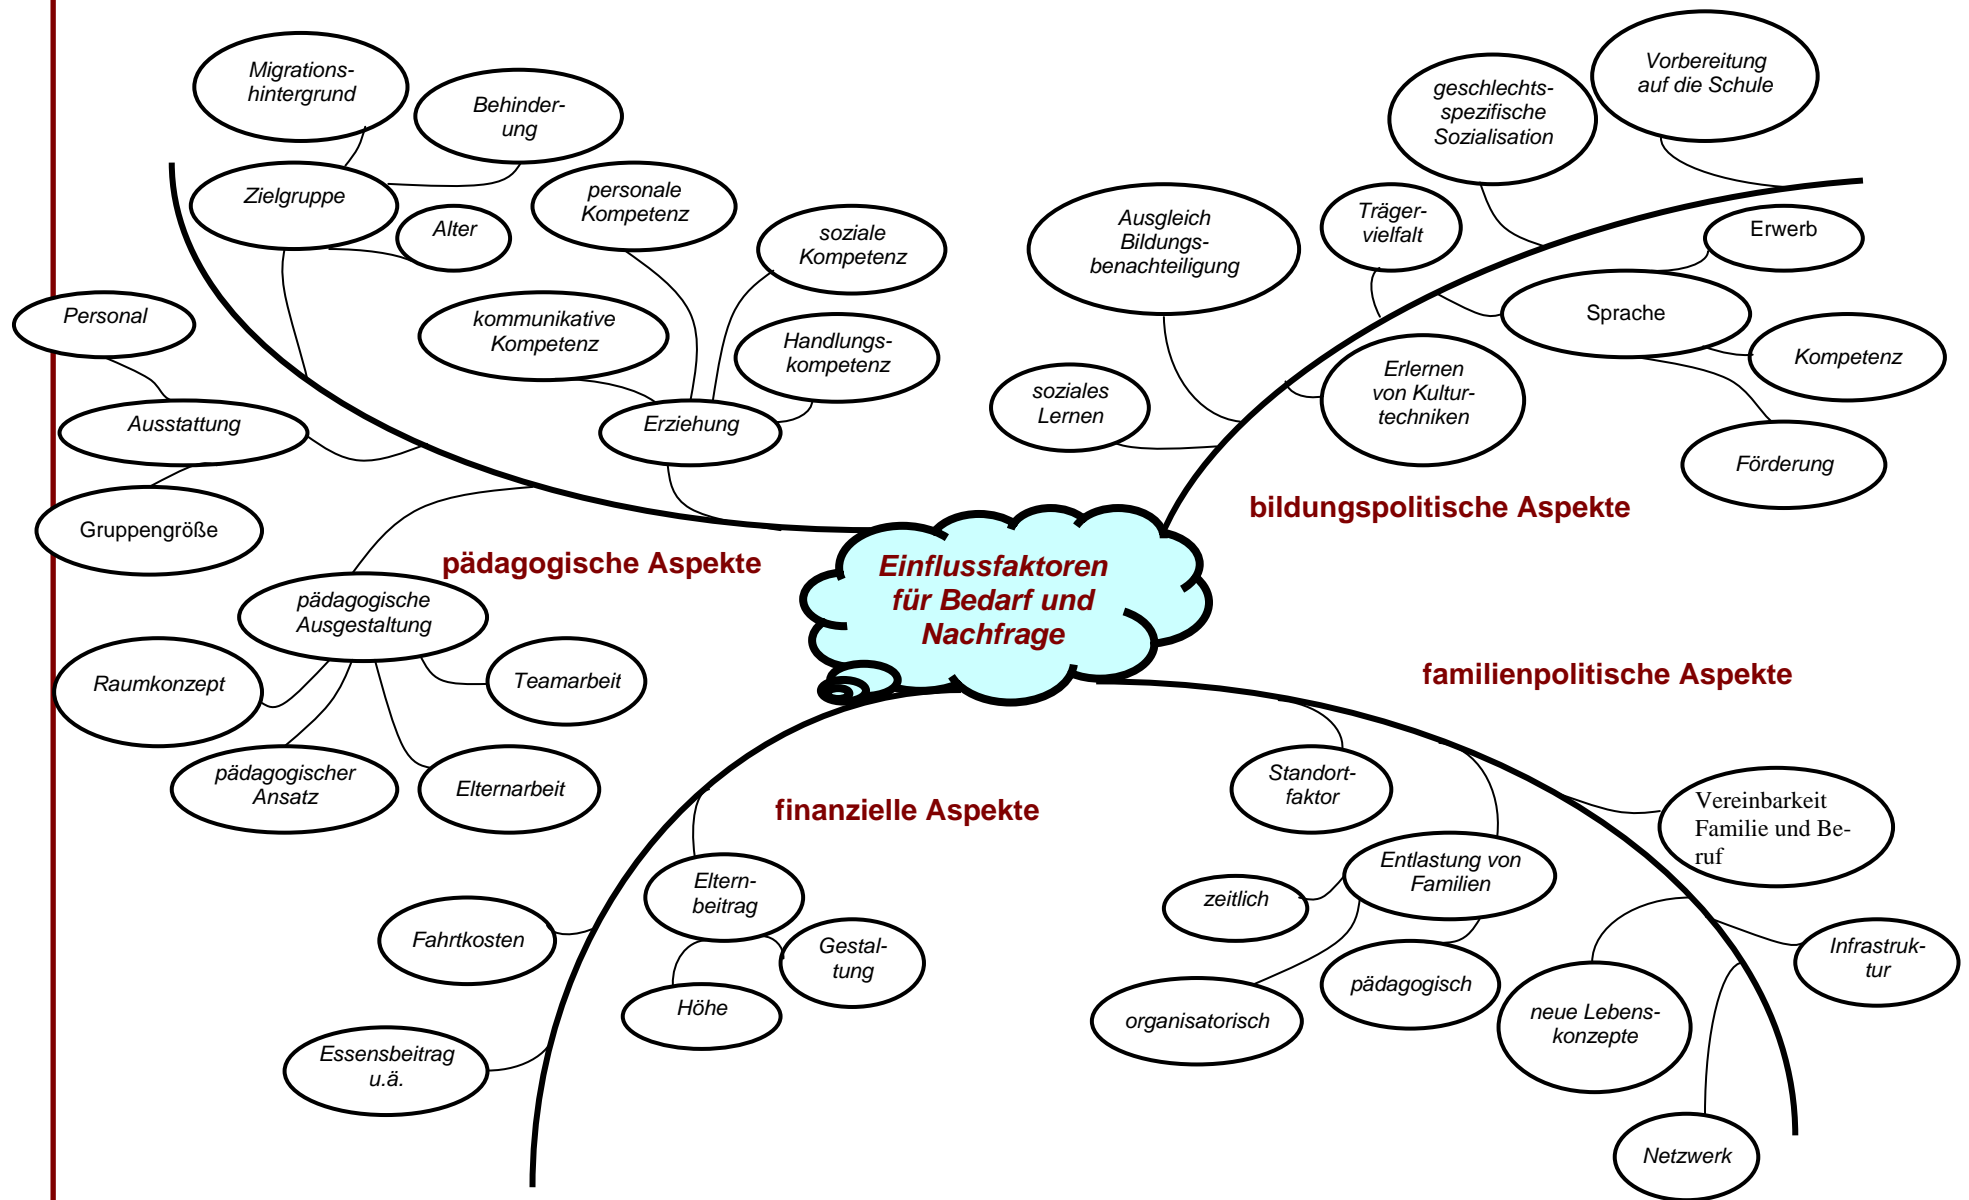 Migrations-
hintergrund
Behinder-
ung
Zielgruppe
Alter
personale
Kompetenz
soziale
Kompetenz
kommunikative
Kompetenz
Handlungs-
kompetenz
Erziehung
Personal
Ausstattung
Gruppengröße
pädagogische Aspekte
pädagogische
Ausgestaltung
Raumkonzept
Teamarbeit
pädagogischer
Ansatz
Elternarbeit
Einflussfaktoren
für Bedarf und
Nachfrage
bildungspolitische Aspekte
Vorbereitung
auf die Schule
geschlechts-
spezifische
Sozialisation
Träger-
vielfalt
Ausgleich
Bildungs-
benachteiligung
soziales
Lernen
Erlernen
von Kultur-
techniken
Sprache
Erwerb
Kompetenz
Förderung
familienpolitische Aspekte
Standort-
faktor
Entlastung von
Familien
zeitlich
organisatorisch
pädagogisch
Vereinbarkeit
Familie und Be-
ruf
neue Lebens-
konzepte
Infrastruk-
tur
Netzwerk
finanzielle Aspekte
Eltern-
beitrag
Gestal-
tung
Höhe
Fahrtkosten
Essensbeitrag
u.ä.